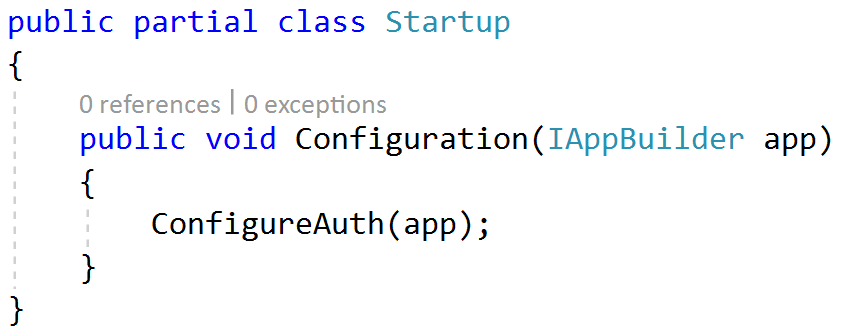 public partial class Startup
{
0 references | 0 exceptions
public void Configuration(IAppBuilder app)
{
ConfigureAuth(app);
}
}